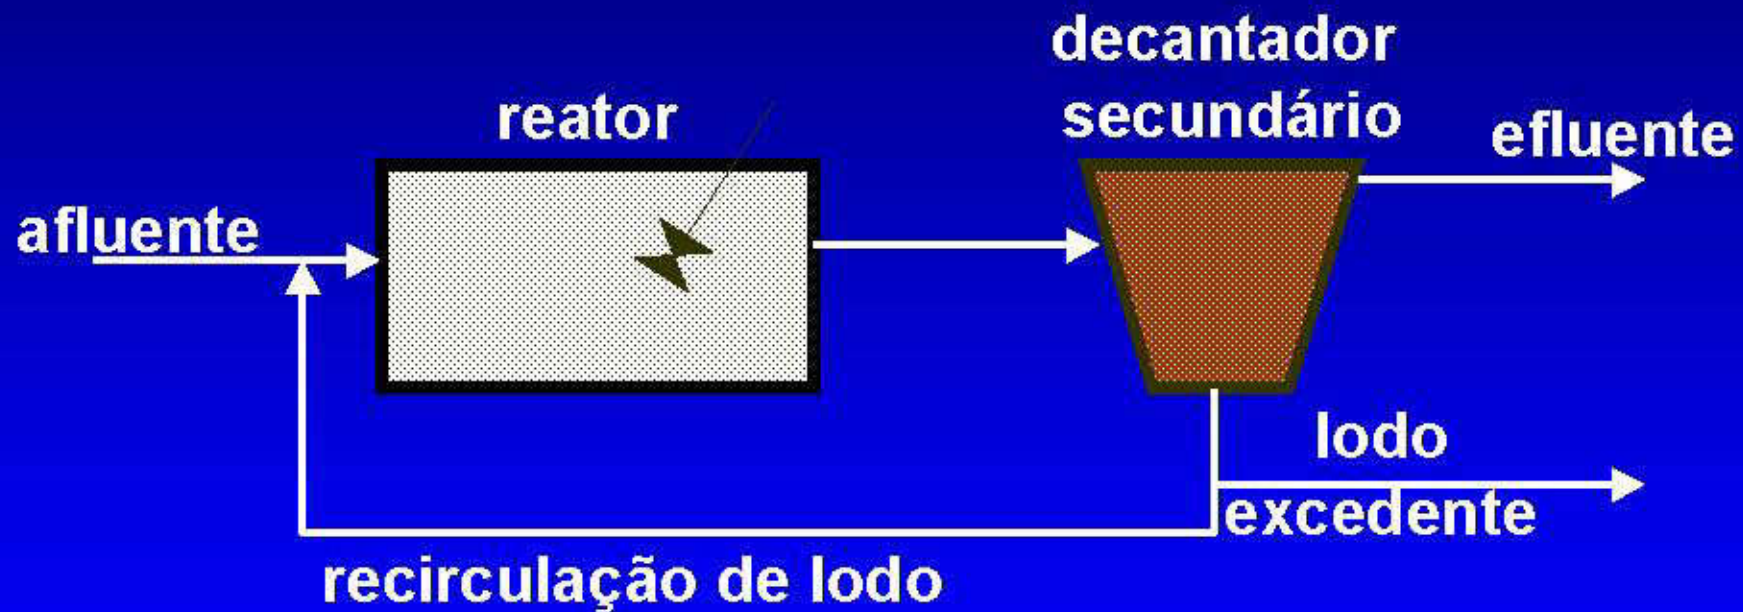 decantador
secundário
reator
efluente
afluente
lodo
excedente
recirculação de lodo